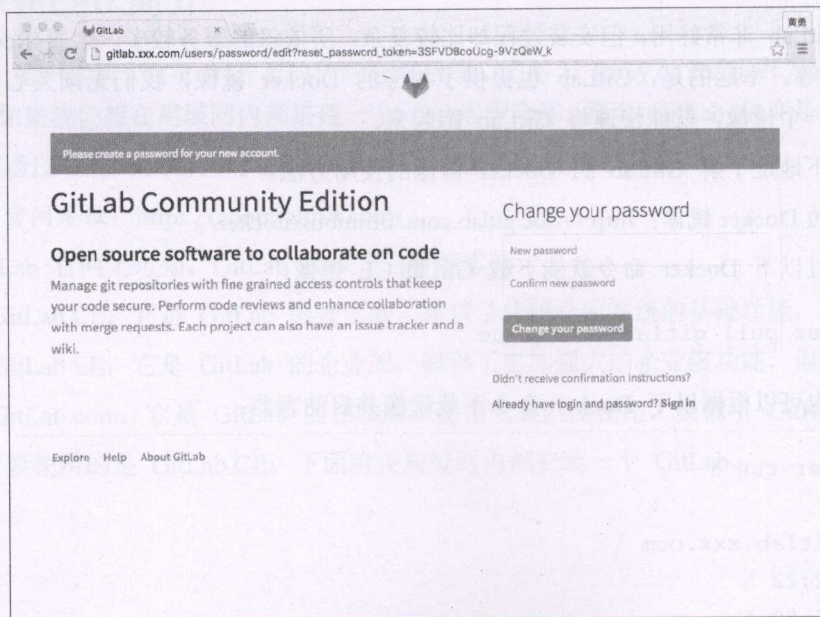 GitLab
黄勇
gitlab.xxx.com/users/password/edit?reset_password_token=3SFVD8coUcg-9VzQeW_k
Please create a password for your new account.
GitLab Community Edition
Open source software to collaborate on code
Manage git repositories with fine grained access controls that keep
your code secure. Perform code reviews and enhance collaboration
with merge requests. Each project can also have an issue tracker and a
wiki.
Change your password
New password
Confirm new password
Change your password
Didn't receive confirmation instructions?
Already have login and password? Sign in
Explore Help About GitLab